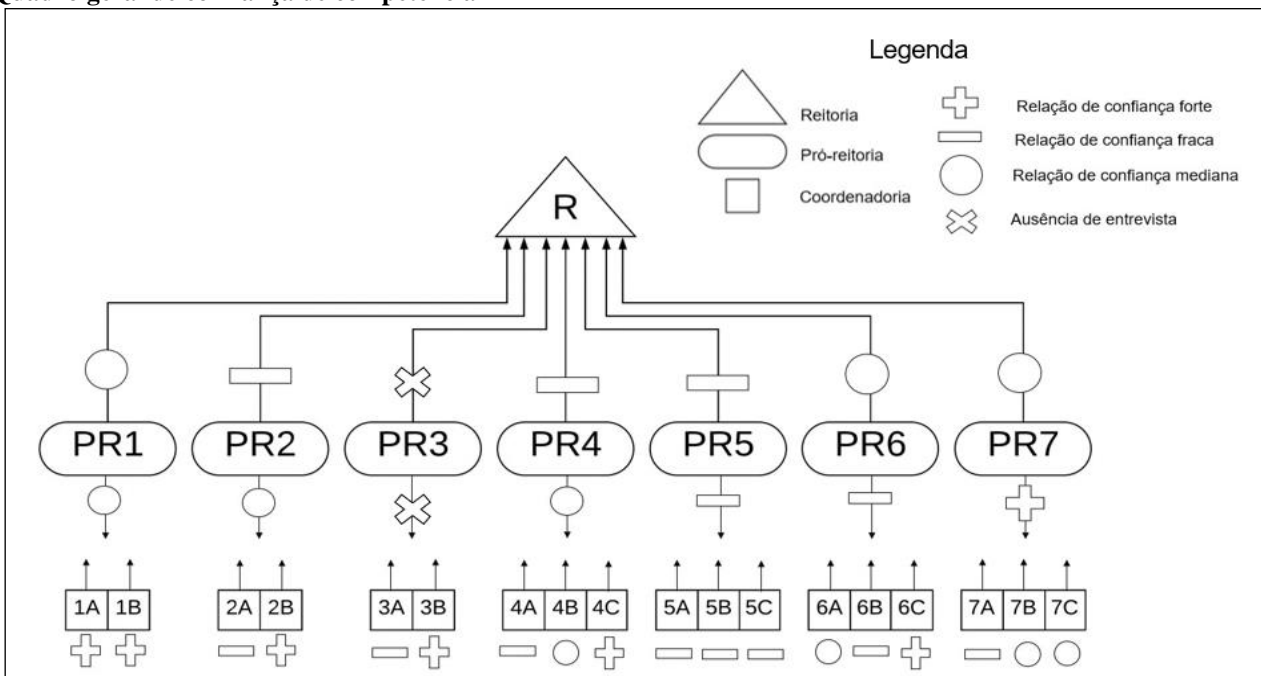 Quadro geral de confiança de competência
Legenda
Reitoria
Pró-reitoria
Coordenadoria
Relação de confiança forte
Relação de confiança fraca
Relação de confiança mediana
Ausência de entrevista
R
PR1 PR2 PR3 PR4 PR5 PR6 PR7
1A 1B 2A 2B 3A 3B 4A 4B 4C 5A 5B 5C 6A 6B 6C 7A 7B 7C